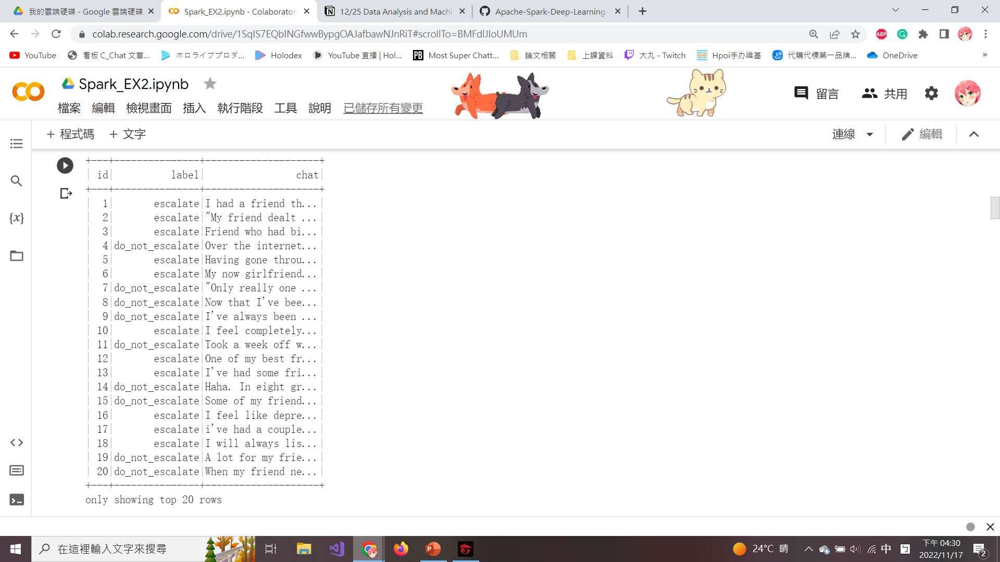 我的雲端硬碟 - Google 雲端硬碟
Spark_EX2.ipynb - Colaboratory
12/25 Data Analysis and Machi
Apache-Spark-Deep-Learning-
colab.research.google.com/drive/1SqIS7EQbINGfwwBypgOAJafbawNJnRiT#scrollTo=BMFdIJIoUMUm
ABP
YouTube
看板 C_Chat 文章...
ホロライブプロダ...
Holodex
YouTube 直播 | Hol...
PB
Most Super Chatt...
論文相關
上課資料
大丸 - Twitch
Hpoi手办维基
代購代標第一品牌...
OneDrive
»
Spark_EX2.ipynb
留言
共用
檔案 編輯 檢視畫面 插入 執行階段 工具 說明 已儲存所有變更
+ 程式碼 + 文字
連線
編輯
+---+---------------+--------------------+
| id|          label|                chat|
+---+---------------+--------------------+
|  1|       escalate|I had a friend th...|
|  2|       escalate|"My friend dealt ...|
|  3|       escalate|Friend who had bi...|
|  4|do_not_escalate|Over the internet...|
|  5|       escalate|Having gone throu...|
|  6|       escalate|My now girlfriend...|
|  7|do_not_escalate|"Only really one ...|
|  8|do_not_escalate|Now that I've bee...|
|  9|do_not_escalate|I've always been ...|
| 10|       escalate|I feel completely...|
| 11|do_not_escalate|Took a week off w...|
| 12|       escalate|One of my best fr...|
| 13|       escalate|I've had some fri...|
| 14|do_not_escalate|Haha. In eight gr...|
| 15|do_not_escalate|Some of my friend...|
| 16|       escalate|I feel like depre...|
| 17|       escalate|i've had a couple...|
| 18|       escalate|I will always lis...|
| 19|do_not_escalate|A lot for my frie...|
| 20|do_not_escalate|When my friend ne...|
+---+---------------+--------------------+
only showing top 20 rows
{x}
在這裡輸入文字來搜尋
24°C 晴
中
下午 04:30
2022/11/17
2